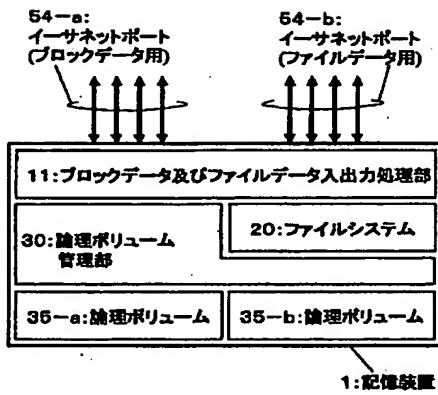 54-a:
イーサネットポート
(ブロックデータ用)
54-b:
イーサネットポート
(ファイルデータ用)
11:ブロックデータ及びファイルデータ入出力処理部
30:論理ボリューム
管理部
20:ファイルシステム
35-a:論理ボリューム
35-b:論理ボリューム
1:記憶装置